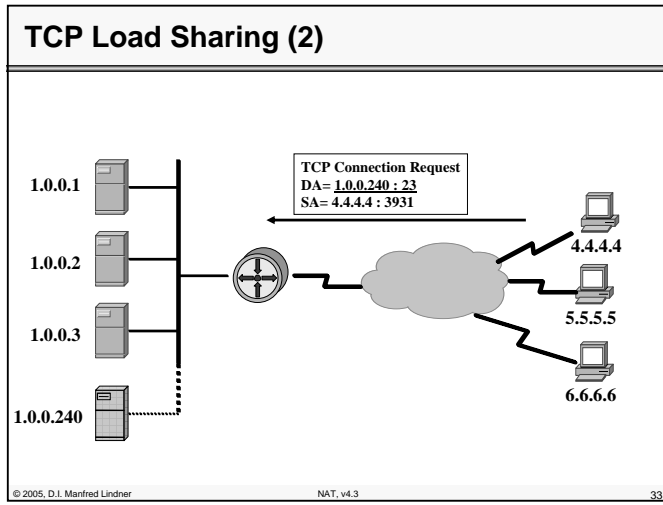 TCP Load Sharing (2)
TCP Connection Request
DA= 1.0.0.240 : 23
SA= 4.4.4.4 : 3931
1.0.0.1
1.0.0.2
1.0.0.3
1.0.0.240
4.4.4.4
5.5.5.5
6.6.6.6
© 2005, D.I. Manfred Lindner
NAT, v4.3
33